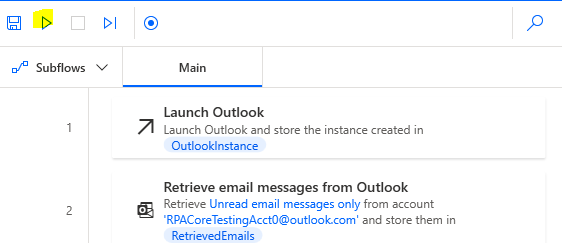 Subflows
Main
1
Launch Outlook
Launch Outlook and store the instance created in
OutlookInstance
2
Retrieve email messages from Outlook
Retrieve Unread email messages only from account
'RPACoreTestingAcct0@outlook.com' and store them in
RetrievedEmails